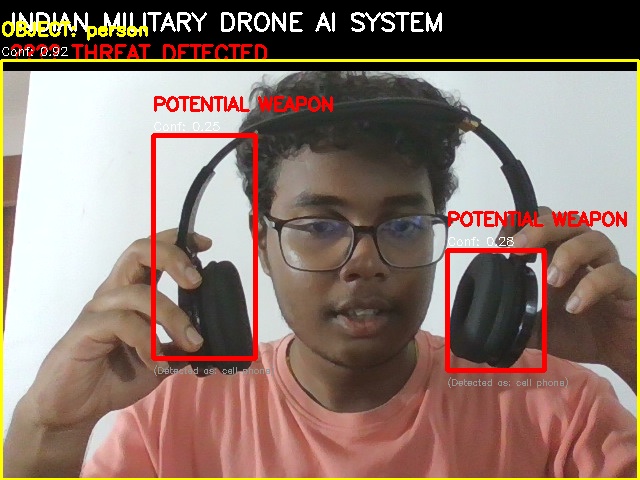 INDIAN MILITARY DRONE AI SYSTEM
OBJECT: person
Conf: 0.92
THREAT DETECTED
POTENTIAL WEAPON
Conf: 0.25
POTENTIAL WEAPON
Conf: 0.28
(Detected as: cell phone)
(Detected as: cell phone)